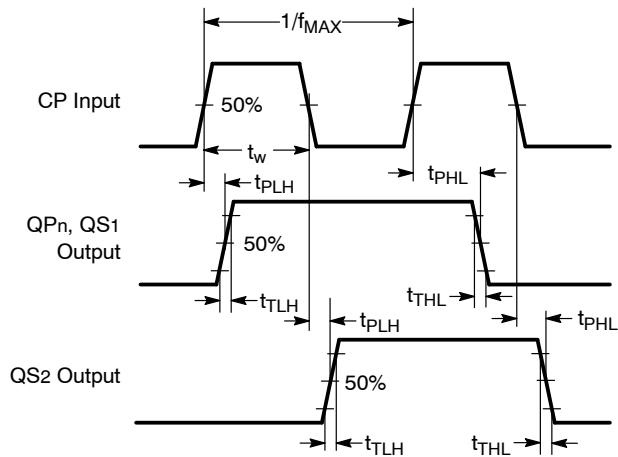 1/fMAX
CP Input
50%
tw
tPLH
tPHL
QPn, QS1
Output
50%
tTLH
tTHL
tPLH
tPHL
QS2 Output
50%
tTLH
tTHL